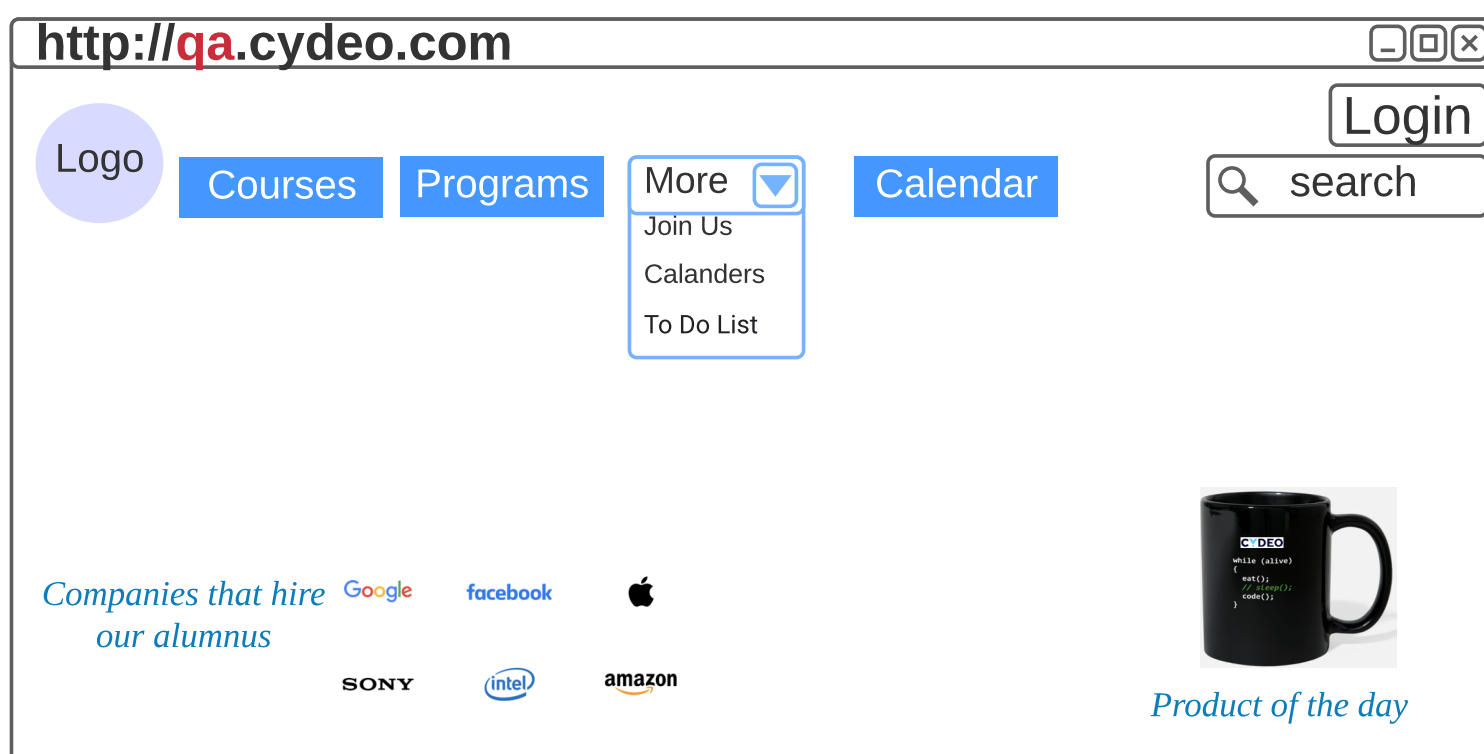 http://qa.cydeo.com
Login
Logo
Courses
Programs
More
Calendar
search
Join Us
Calanders
To Do List
CYDEO
while (alive)
{
eat();
// sleep();
code();
}
Companies that hire
our alumnus
Google
facebook
SONY
intel
amazon
Product of the day